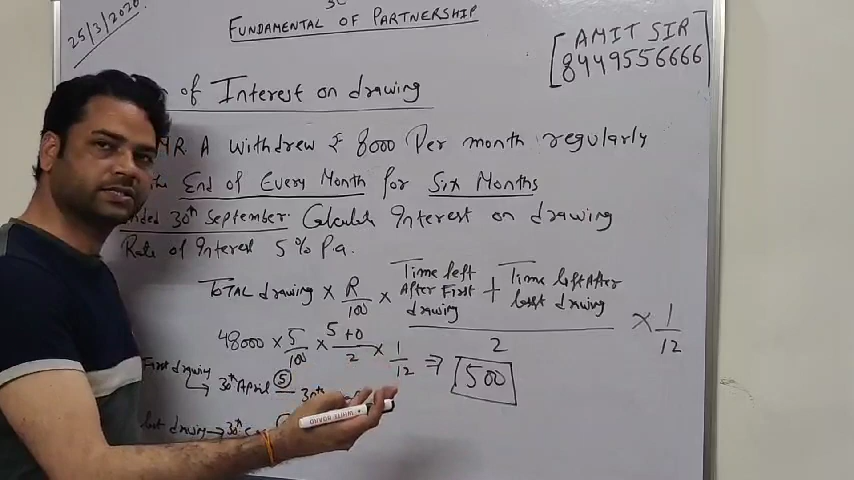 25/3/2020
FUNDAMENTAL OF PARTNERSHIP
[AMIT SIR
8449556666]
of Interest on drawing
R A withdrew ₹ 8000 Per month regularly
End of Every Month for Six Months
ended 30th September. Calculate Interest on drawing
Rate of Interest 5% P.a.
Total drawing × R/100 × Time left After First drawing + Time left After last drawing / 2 × 1/12
48000 × 5/100 × 5+0/2 × 1/12 ⇒ 500
First drawing → 30th April (5) 30th
last drawing → 30th